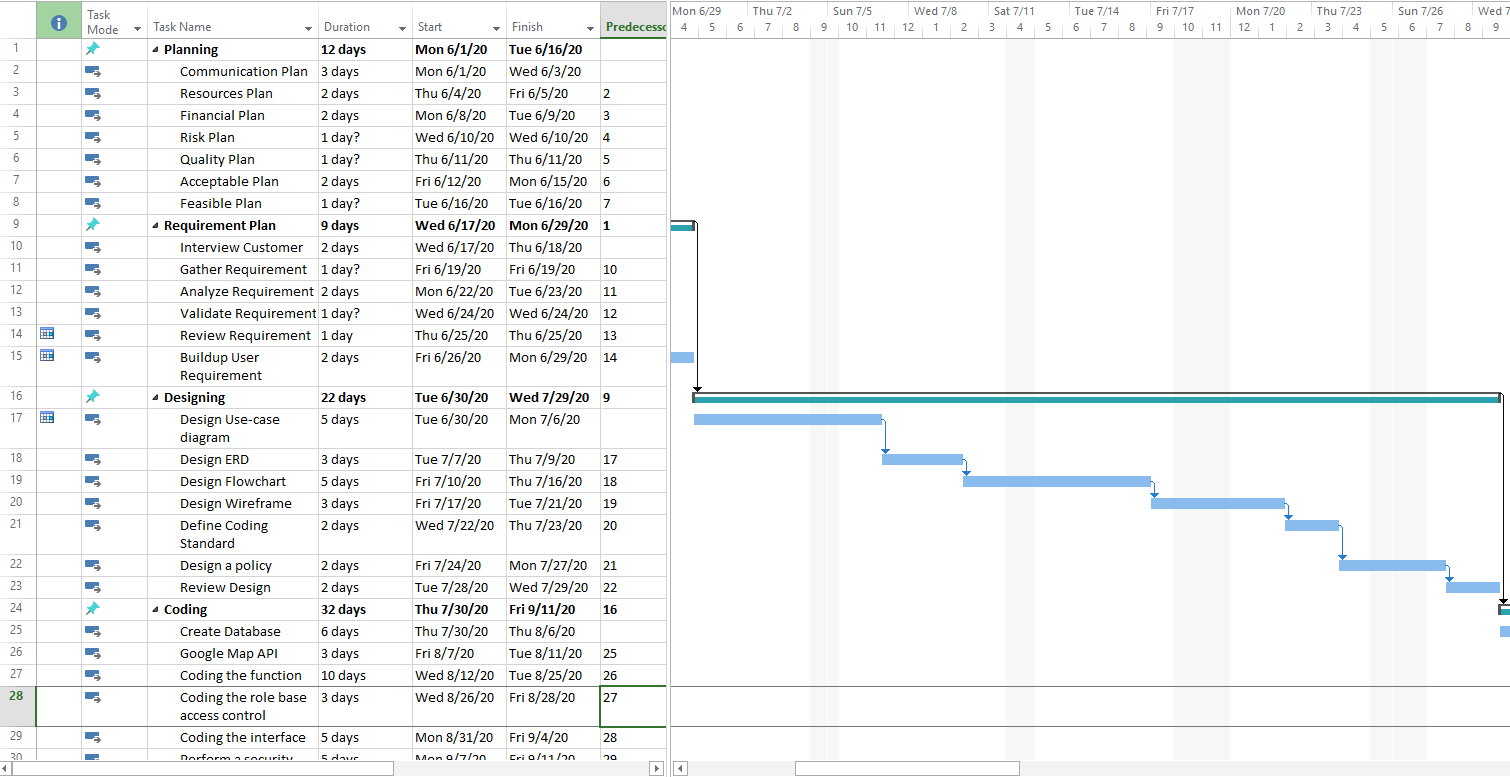 Task Mode Task Name Duration Start Finish Predecesso
1 Planning 12 days Mon 6/1/20 Tue 6/16/20
2 Communication Plan 3 days Mon 6/1/20 Wed 6/3/20
3 Resources Plan 2 days Thu 6/4/20 Fri 6/5/20 2
4 Financial Plan 2 days Mon 6/8/20 Tue 6/9/20 3
5 Risk Plan 1 day? Wed 6/10/20 Wed 6/10/20 4
6 Quality Plan 1 day? Thu 6/11/20 Thu 6/11/20 5
7 Acceptable Plan 2 days Fri 6/12/20 Mon 6/15/20 6
8 Feasible Plan 1 day? Tue 6/16/20 Tue 6/16/20 7
9 Requirement Plan 9 days Wed 6/17/20 Mon 6/29/20 1
10 Interview Customer 2 days Wed 6/17/20 Thu 6/18/20
11 Gather Requirement 1 day? Fri 6/19/20 Fri 6/19/20 10
12 Analyze Requirement 2 days Mon 6/22/20 Tue 6/23/20 11
13 Validate Requirement 1 day? Wed 6/24/20 Wed 6/24/20 12
14 Review Requirement 1 day Thu 6/25/20 Thu 6/25/20 13
15 Buildup User 2 days Fri 6/26/20 Mon 6/29/20 14
Requirement
16 Designing 22 days Tue 6/30/20 Wed 7/29/20 9
17 Design Use-case 5 days Tue 6/30/20 Mon 7/6/20
diagram
18 Design ERD 3 days Tue 7/7/20 Thu 7/9/20 17
19 Design Flowchart 5 days Fri 7/10/20 Thu 7/16/20 18
20 Design Wireframe 3 days Fri 7/17/20 Tue 7/21/20 19
21 Define Coding 2 days Wed 7/22/20 Thu 7/23/20 20
Standard
22 Design a policy 2 days Fri 7/24/20 Mon 7/27/20 21
23 Review Design 2 days Tue 7/28/20 Wed 7/29/20 22
24 Coding 32 days Thu 7/30/20 Fri 9/11/20 16
25 Create Database 6 days Thu 7/30/20 Thu 8/6/20
26 Google Map API 3 days Fri 8/7/20 Tue 8/11/20 25
27 Coding the function 10 days Wed 8/12/20 Tue 8/25/20 26
28 Coding the role base 3 days Wed 8/26/20 Fri 8/28/20 27
access control
29 Coding the interface 5 days Mon 8/31/20 Fri 9/4/20 28
30 Perform a security 5 days Mon 9/7/20 Fri 9/11/20 29
Mon 6/29 Thu 7/2 Sun 7/5 Wed 7/8 Sat 7/11 Tue 7/14 Fri 7/17 Mon 7/20 Thu 7/23 Sun 7/26 Wed 7
4 5 6 7 8 9 10 11 12 1 2 3 4 5 6 7 8 9 10 11 12 1 2 3 4 5 6 7 8 9